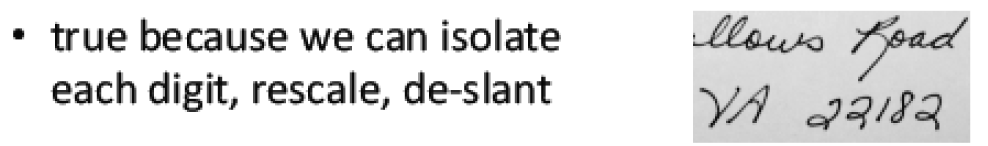 • true because we can isolate
each digit, rescale, de-slant
llows Road
VA 22182